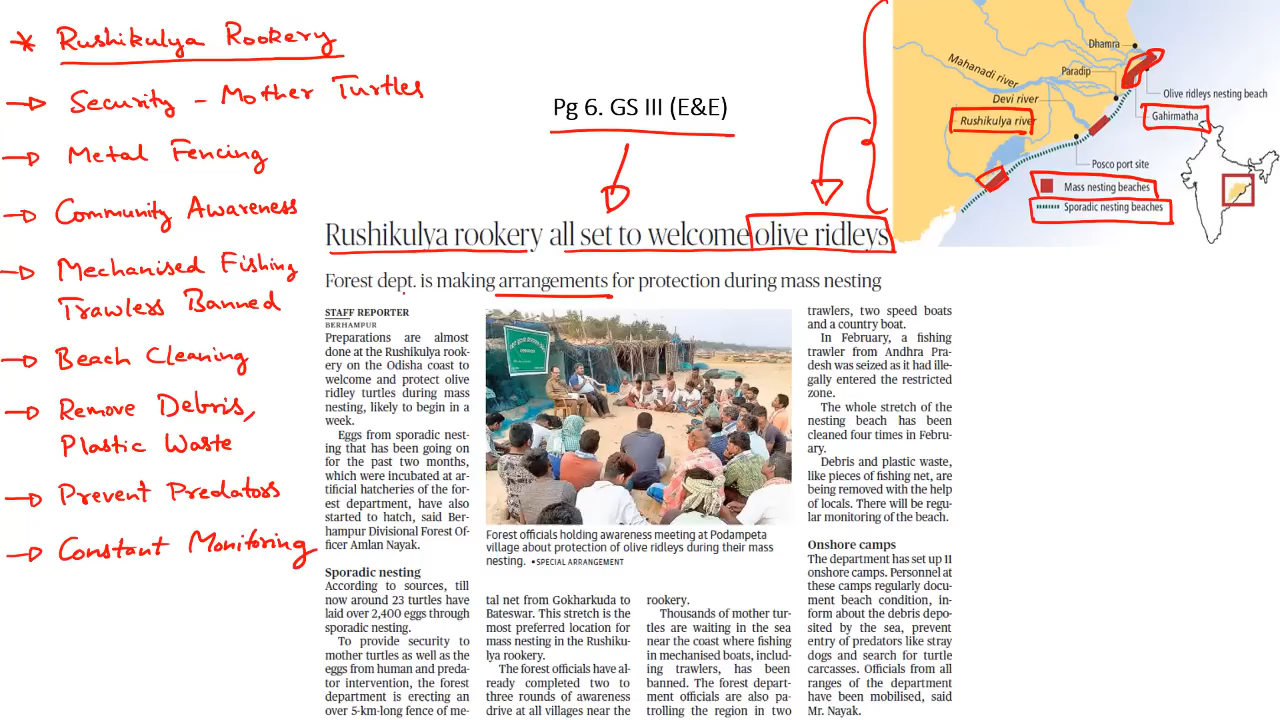 * Rushikulya Rookery
→ Security - Mother Turtles
→ Metal Fencing
→ Community Awareness
→ Mechanised Fishing
Trawlers Banned
→ Beach Cleaning
→ Remove Debris,
Plastic Waste
→ Prevent Predators
→ Constant Monitoring
Pg 6. GS III (E&E)
Dhamra
Mahanadi river
Paradip
Devi river
Olive ridleys nesting beach
Rushikulya river
Gahirmatha
Posco port site
Mass nesting beaches
Sporadic nesting beaches
Rushikulya rookery all set to welcome olive ridleys
Forest dept. is making arrangements for protection during mass nesting
STAFF REPORTER
BERHAMPUR
Preparations are almost
done at the Rushikulya rook-
ery on the Odisha coast to
welcome and protect olive
ridley turtles during mass
nesting, likely to begin in a
week.
Eggs from sporadic nest-
ing that has been going on
for the past two months,
which were incubated at ar-
tificial hatcheries of the for-
est department, have also
started to hatch, said Ber-
hampur Divisional Forest Of-
ficer Amlan Nayak.
Sporadic nesting
According to sources, till
now around 23 turtles have
laid over 2,400 eggs through
sporadic nesting.
To provide security to
mother turtles as well as the
eggs from human and preda-
tor intervention, the forest
department is erecting an
over 5-km-long fence of me-
Forest officials holding awareness meeting at Podampeta
village about protection of olive ridleys during their mass
nesting. •SPECIAL ARRANGEMENT
tal net from Gokharkuda to
Bateswar. This stretch is the
most preferred location for
mass nesting in the Rushiku-
lya rookery.
The forest officials have al-
ready completed two to
three rounds of awareness
drive at all villages near the
rookery.
Thousands of mother tur-
tles are waiting in the sea
near the coast where fishing
in mechanised boats, includ-
ing trawlers, has been
banned. The forest depart-
ment officials are also pa-
trolling the region in two
trawlers, two speed boats
and a country boat.
In February, a fishing
trawler from Andhra Pra-
desh was seized as it had ille-
gally entered the restricted
zone.
The whole stretch of the
nesting beach has been
cleaned four times in Febru-
ary.
Debris and plastic waste,
like pieces of fishing net, are
being removed with the help
of locals. There will be regu-
lar monitoring of the beach.
Onshore camps
The department has set up 11
onshore camps. Personnel at
these camps regularly docu
ment beach condition, in-
form about the debris depo-
sited by the sea, prevent
entry of predators like stray
dogs and search for turtle
carcasses. Officials from all
ranges of the department
have been mobilised, said
Mr. Nayak.